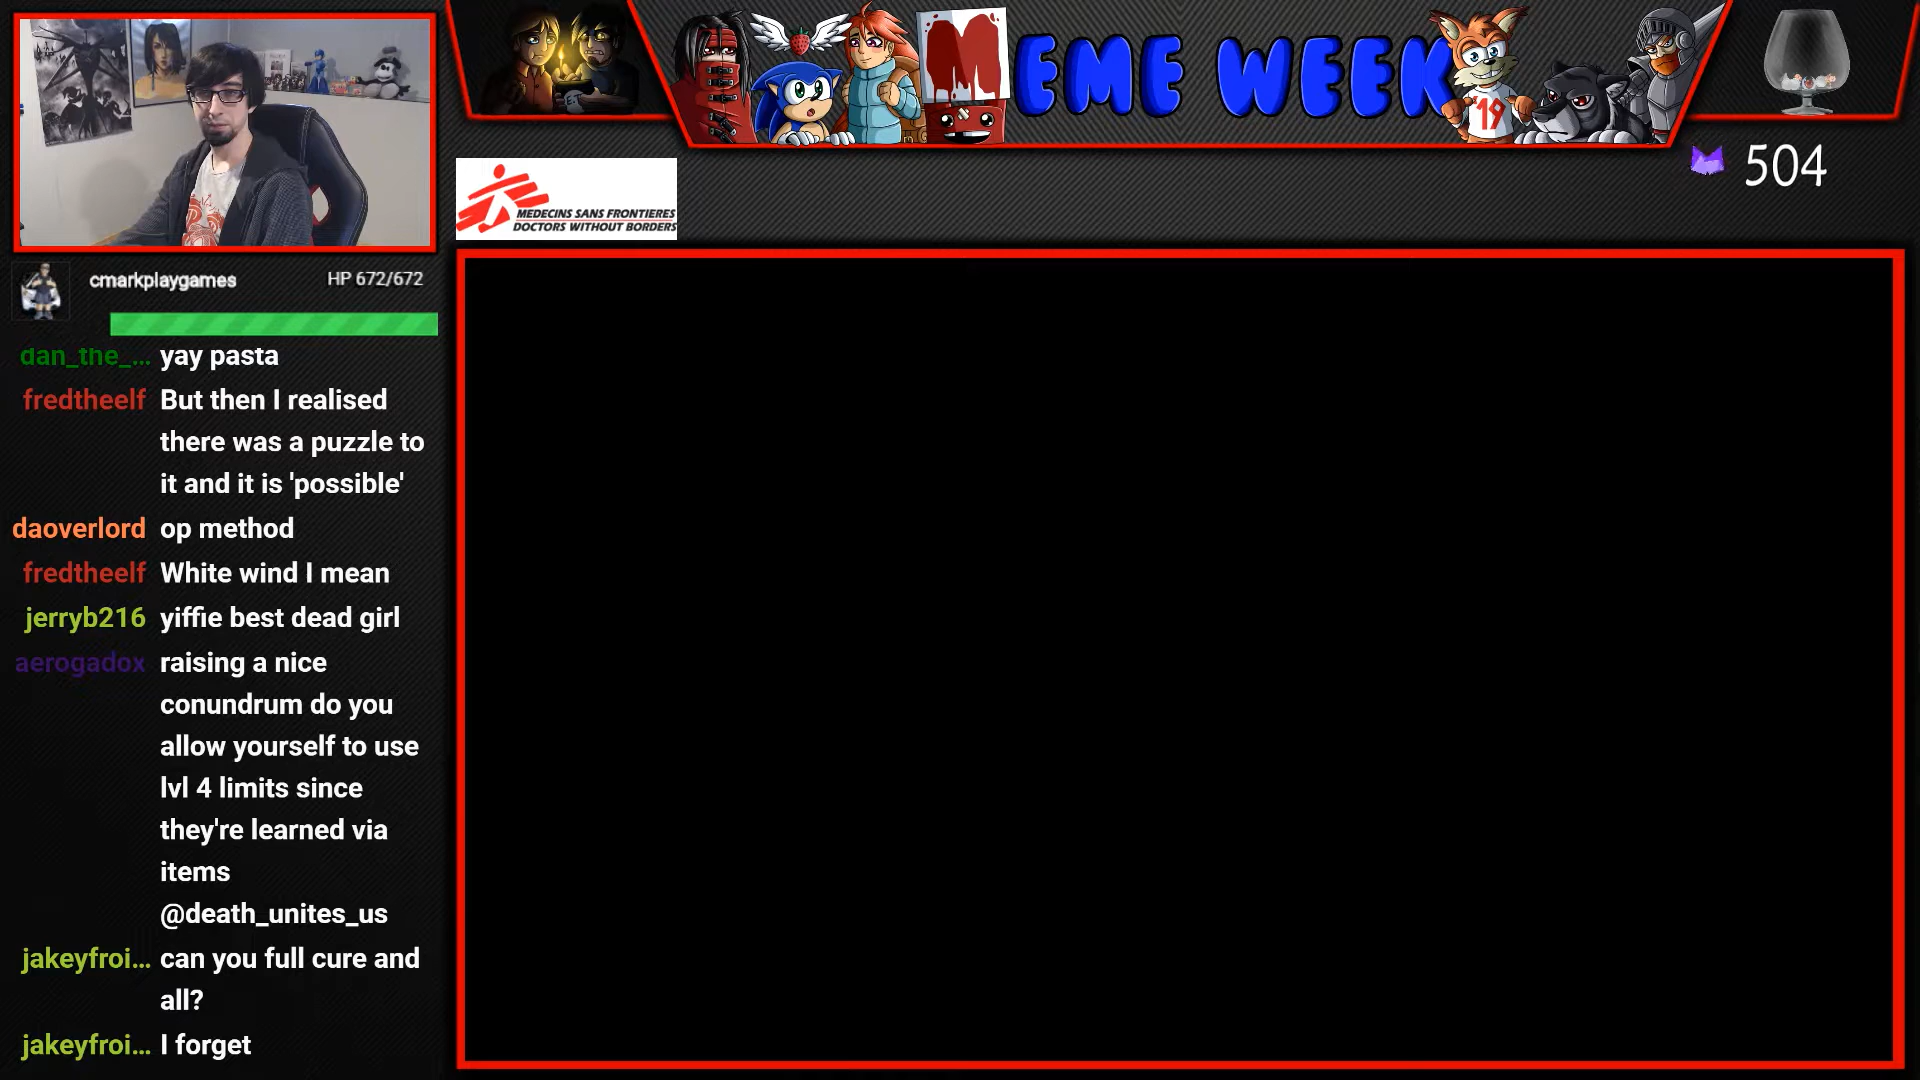 MEME WEEK
19
504
MEDECINS SANS FRONTIERES
DOCTORS WITHOUT BORDERS
cmarkplaygames HP 672/672
dan_the_... yay pasta
fredtheelf But then I realised
there was a puzzle to
it and it is 'possible'
daoverlord op method
fredtheelf White wind I mean
jerryb216 yiffie best dead girl
aerogadox raising a nice
conundrum do you
allow yourself to use
lvl 4 limits since
they're learned via
items
@death_unites_us
jakeyfroi... can you full cure and
all?
jakeyfroi... I forget